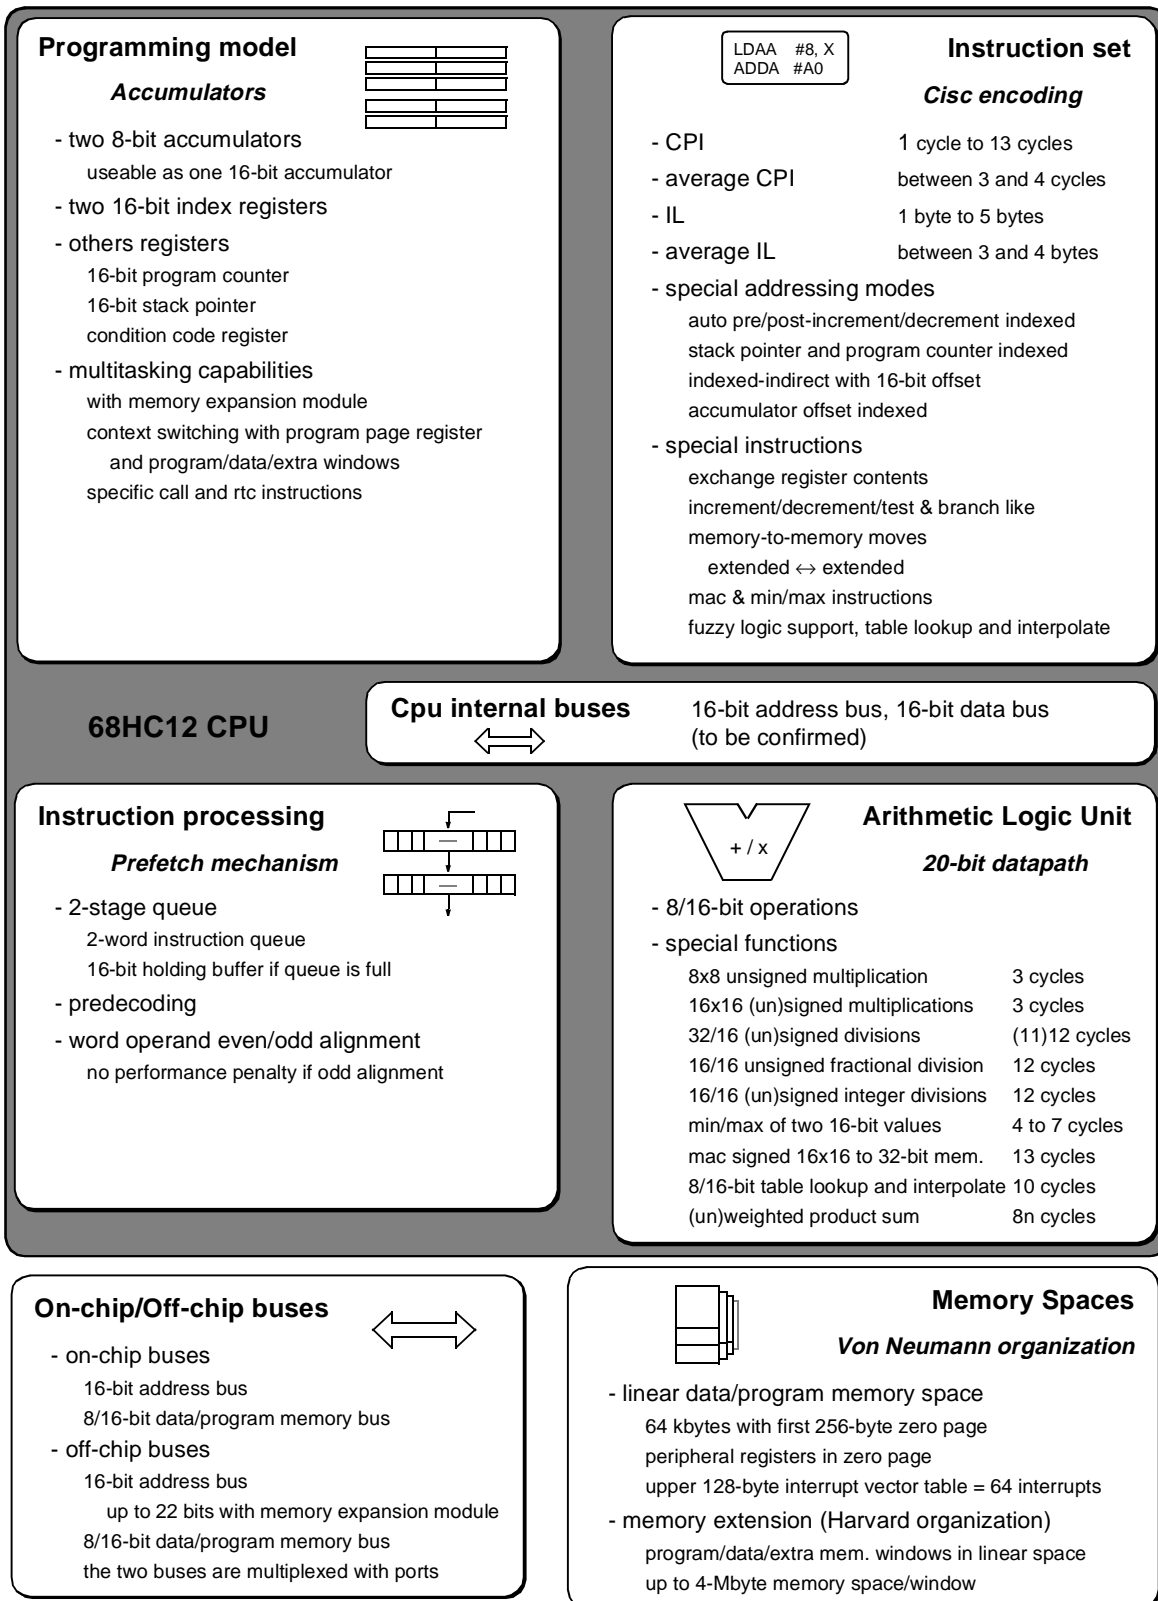 Programming model
Accumulators
- two 8-bit accumulators
useable as one 16-bit accumulator
- two 16-bit index registers
- others registers
16-bit program counter
16-bit stack pointer
condition code register
- multitasking capabilities
with memory expansion module
context switching with program page register
and program/data/extra windows
specific call and rtc instructions
LDAA #8, X
ADDA #A0
Instruction set
Cisc encoding
- CPI 1 cycle to 13 cycles
- average CPI between 3 and 4 cycles
- IL 1 byte to 5 bytes
- average IL between 3 and 4 bytes
- special addressing modes
auto pre/post-increment/decrement indexed
stack pointer and program counter indexed
indexed-indirect with 16-bit offset
accumulator offset indexed
- special instructions
exchange register contents
increment/decrement/test & branch like
memory-to-memory moves
extended ↔ extended
mac & min/max instructions
fuzzy logic support, table lookup and interpolate
68HC12 CPU
Cpu internal buses
16-bit address bus, 16-bit data bus
(to be confirmed)
Instruction processing
Prefetch mechanism
- 2-stage queue
2-word instruction queue
16-bit holding buffer if queue is full
- predecoding
- word operand even/odd alignment
no performance penalty if odd alignment
+ / x
Arithmetic Logic Unit
20-bit datapath
- 8/16-bit operations
- special functions
8x8 unsigned multiplication 3 cycles
16x16 (un)signed multiplications 3 cycles
32/16 (un)signed divisions (11)12 cycles
16/16 unsigned fractional division 12 cycles
16/16 (un)signed integer divisions 12 cycles
min/max of two 16-bit values 4 to 7 cycles
mac signed 16x16 to 32-bit mem. 13 cycles
8/16-bit table lookup and interpolate 10 cycles
(un)weighted product sum 8n cycles
On-chip/Off-chip buses
- on-chip buses
16-bit address bus
8/16-bit data/program memory bus
- off-chip buses
16-bit address bus
up to 22 bits with memory expansion module
8/16-bit data/program memory bus
the two buses are multiplexed with ports
Memory Spaces
Von Neumann organization
- linear data/program memory space
64 kbytes with first 256-byte zero page
peripheral registers in zero page
upper 128-byte interrupt vector table = 64 interrupts
- memory extension (Harvard organization)
program/data/extra mem. windows in linear space
up to 4-Mbyte memory space/window